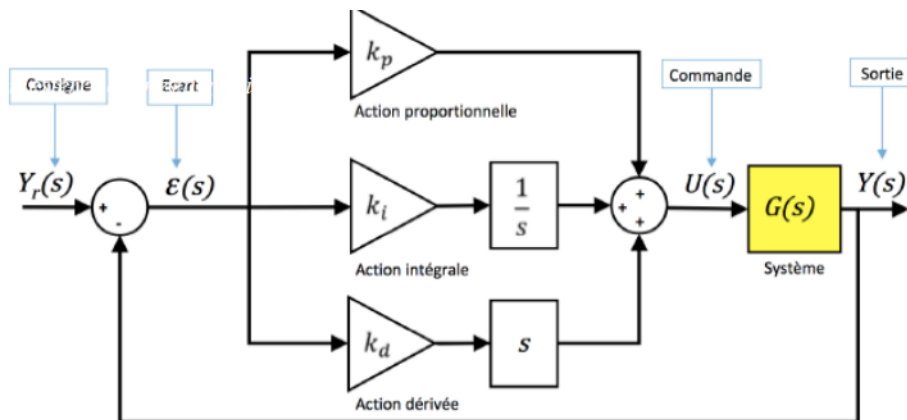 k_p
Consigne
Ecart
Commande
Sortie
Action proportionnelle
Y_r(s)
ε(s)
U(s)
Y(s)
+
-
k_i
1
s
+
+
+
G(s)
Action intégrale
Système
k_d
s
Action dérivée